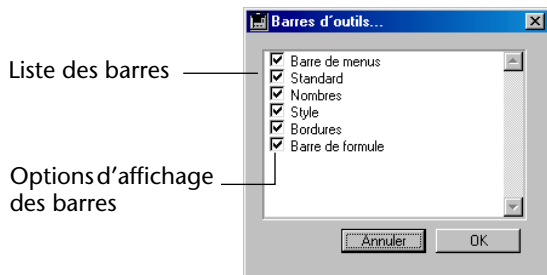 Barres d'outils...
Liste des barres
Barre de menus
Standard
Nombres
Style
Bordures
Barre de formule
Options d'affichage
des barres
Annuler
OK